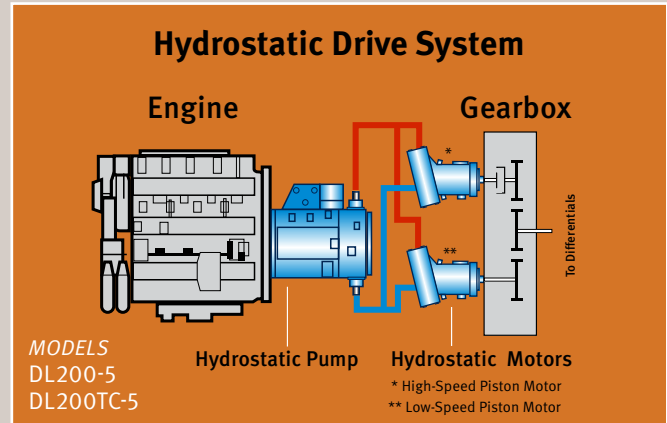 Hydrostatic Drive System
Engine
Gearbox
*
**
To Differentials
Hydrostatic Pump
Hydrostatic Motors
* High-Speed Piston Motor
** Low-Speed Piston Motor
MODELS
DL200-5
DL200TC-5